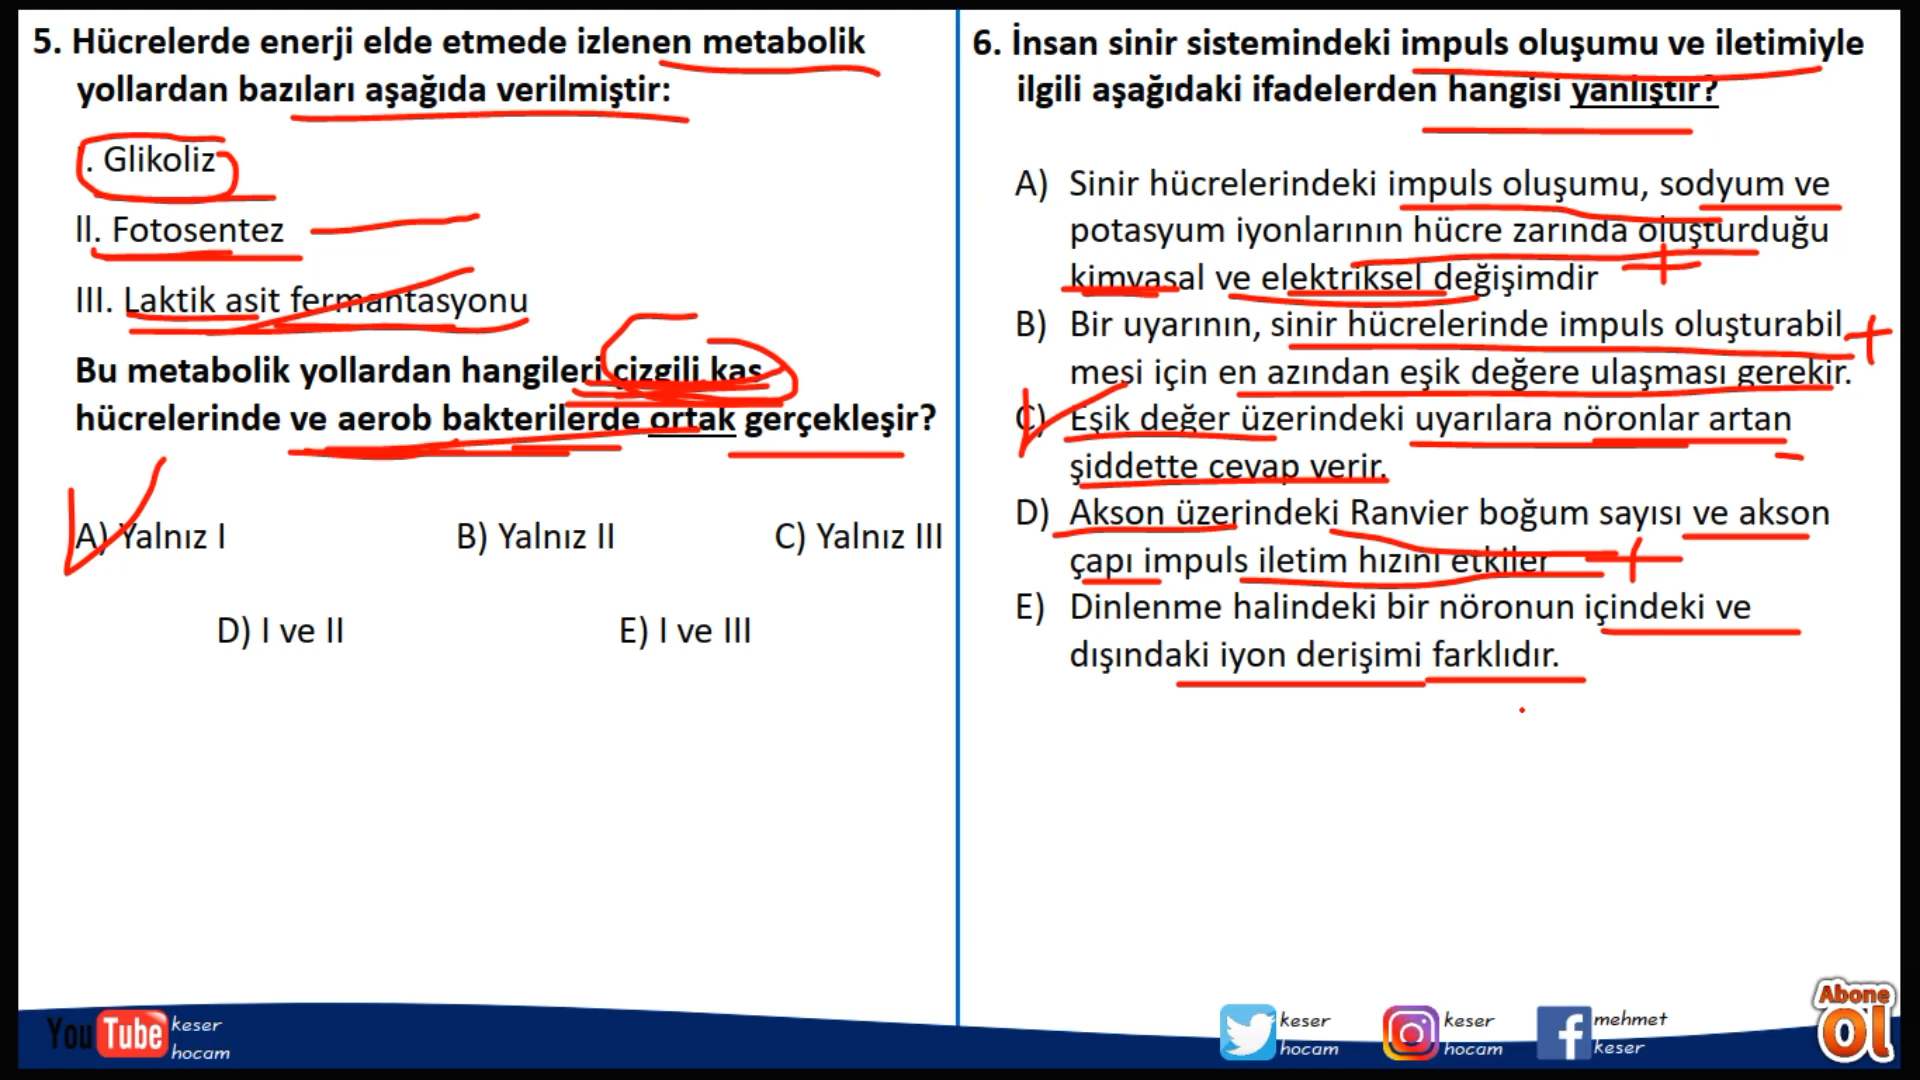 5. Hücrelerde enerji elde etmede izlenen metabolik
yollardan bazıları aşağıda verilmiştir:
I. Glikoliz
II. Fotosentez
III. Laktik asit fermantasyonu
Bu metabolik yollardan hangileri çizgili kas
hücrelerinde ve aerob bakterilerde ortak gerçekleşir?
A) Yalnız I
B) Yalnız II
C) Yalnız III
D) I ve II
E) I ve III
6. İnsan sinir sistemindeki impuls oluşumu ve iletimiyle
ilgili aşağıdaki ifadelerden hangisi yanlıştır?
A) Sinir hücrelerindeki impuls oluşumu, sodyum ve
potasyum iyonlarının hücre zarında oluşturduğu
kimyasal ve elektriksel değişimdir
B) Bir uyarının, sinir hücrelerinde impuls oluşturabil
mesi için en azından eşik değere ulaşması gerekir.
C) Eşik değer üzerindeki uyarılara nöronlar artan
şiddette cevap verir.
D) Akson üzerindeki Ranvier boğum sayısı ve akson
çapı impuls iletim hızını etkiler
E) Dinlenme halindeki bir nöronun içindeki ve
dışındaki iyon derişimi farklıdır.
YouTube
keser
hocam
keser
hocam
keser
hocam
mehmet
keser
Abone
Ol